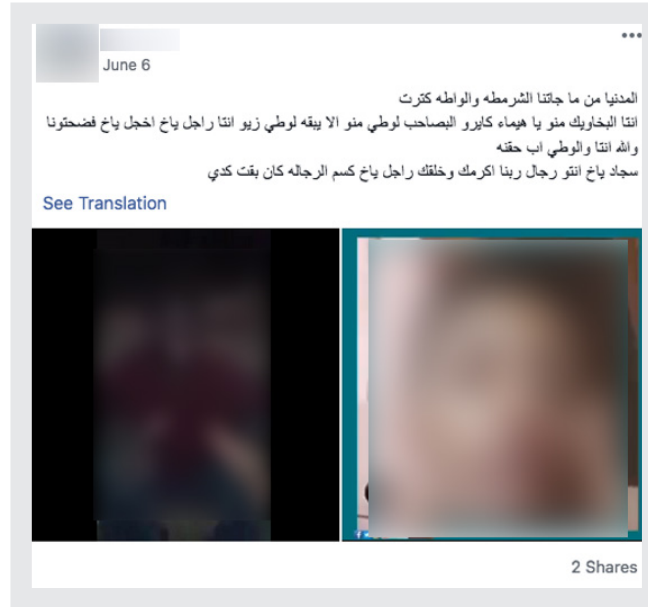 June 6
المدنيا من ما جاتنا الشرمطه والواطه كترت
انتا البخاويك منو يا هيماء كايرو البصاحب لوطي منو الا يبقه لوطي زيو انتا راجل ياخ اخجل ياخ فضحتونا
والله انتا والوطي اب حقنه
سجاد ياخ انتو رجال ربنا اكرمك وخلقك راجل ياخ كسم الرجاله كان بقت كدي
See Translation
2 Shares